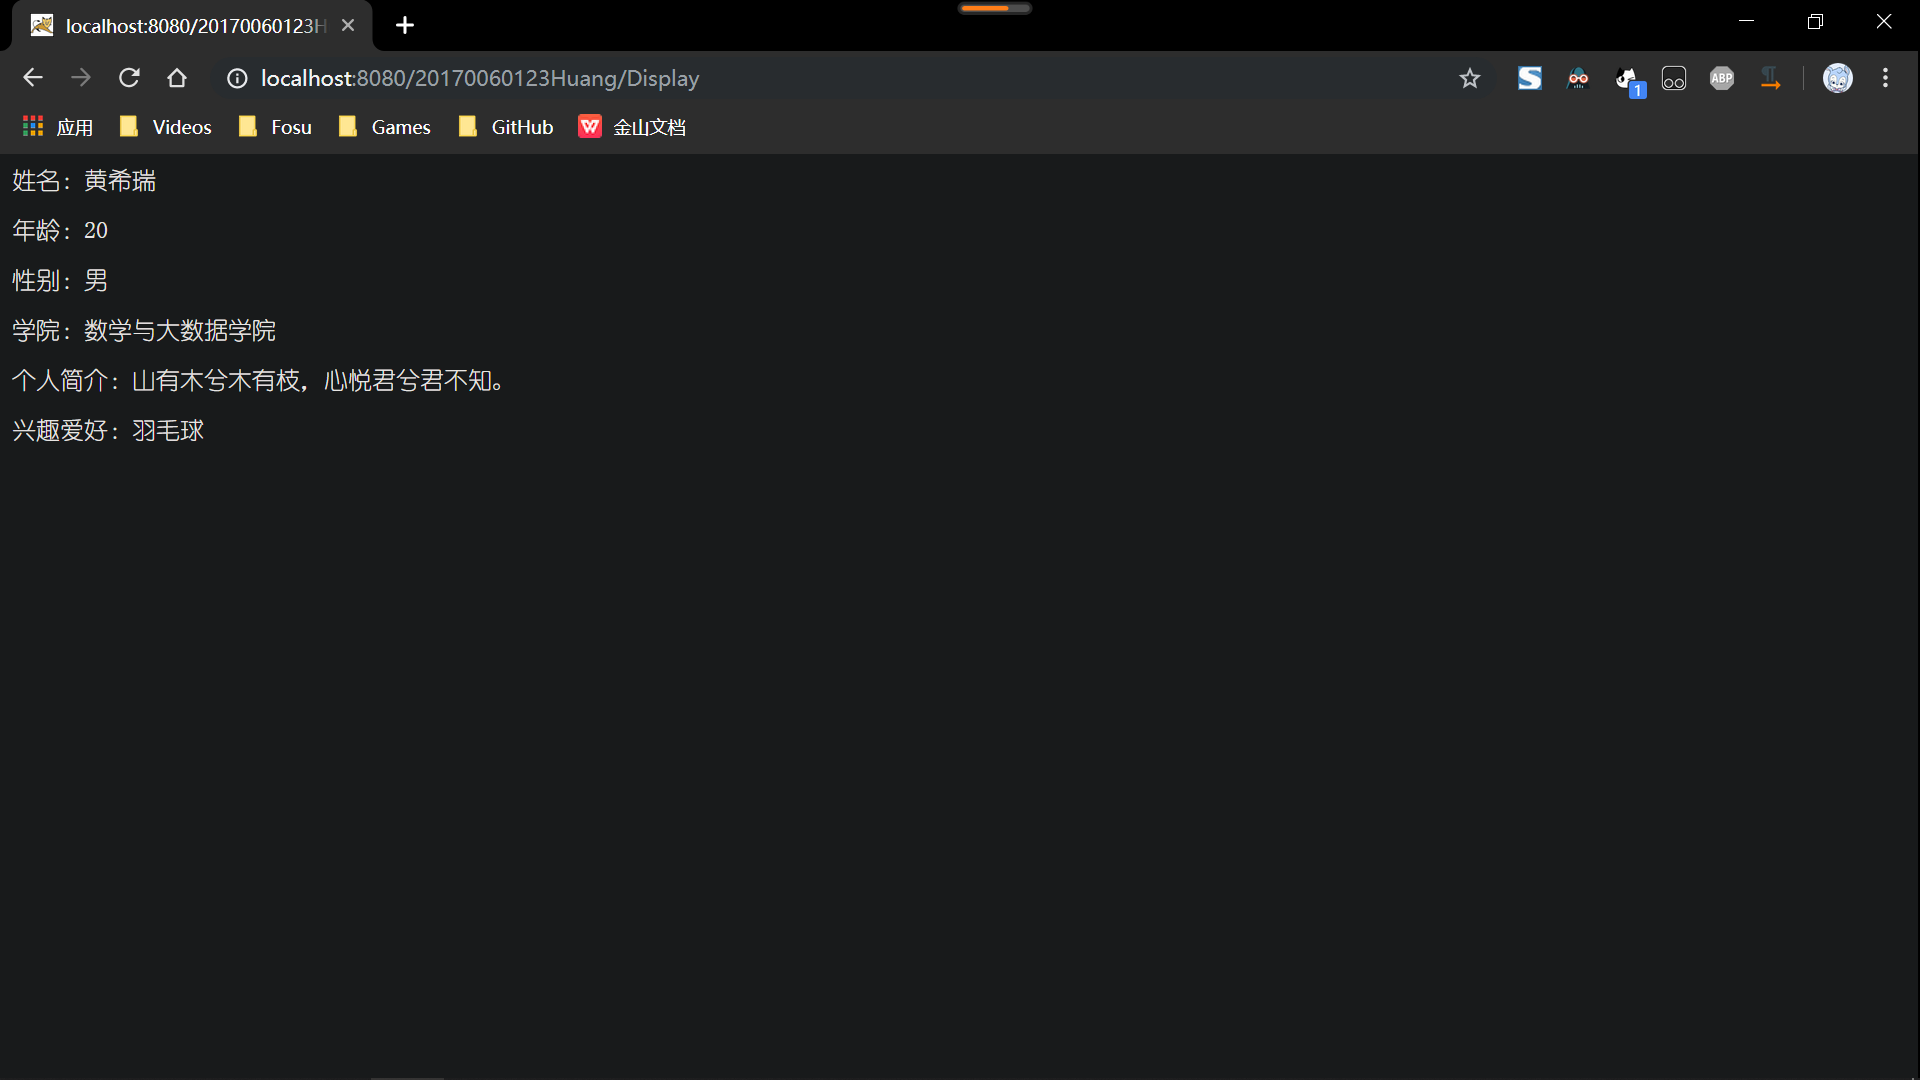 localhost:8080/20170060123H
localhost:8080/20170060123Huang/Display
1
ABP
应用
Videos
Fosu
Games
GitHub
金山文档
姓名：黄希瑞
年龄：20
性别：男
学院：数学与大数据学院
个人简介：山有木兮木有枝，心悦君兮君不知。
兴趣爱好：羽毛球